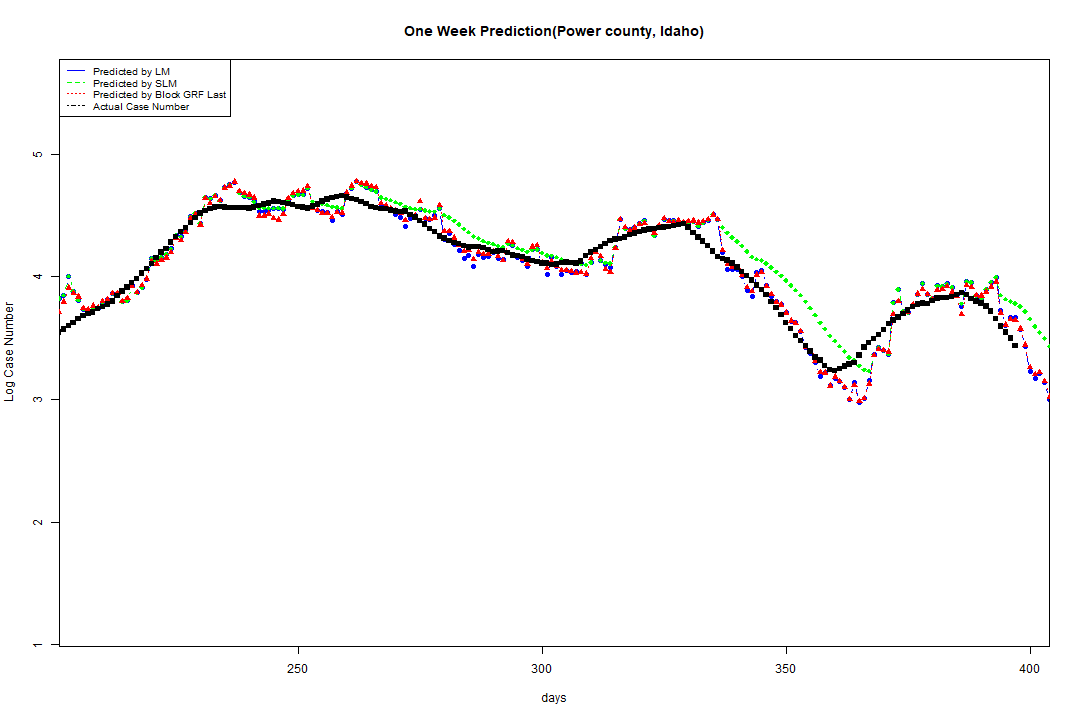 One Week Prediction(Power county, Idaho)
Predicted by LM
Predicted by SLM
Predicted by Block GRF Last
Actual Case Number
Log Case Number
5
4
3
2
1
250
300
350
400
days